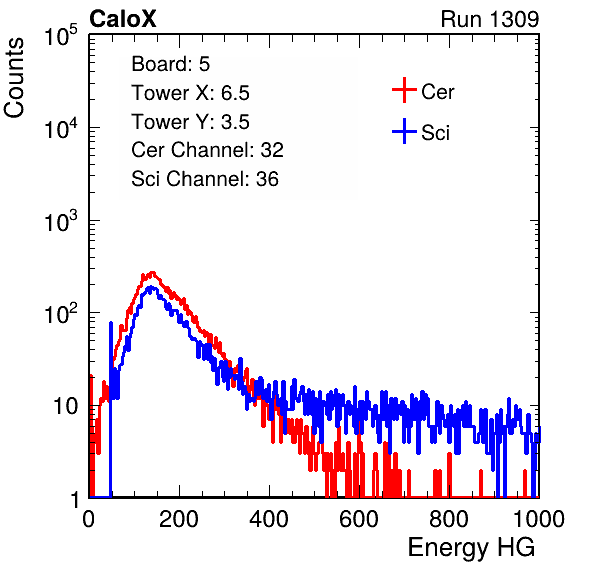 CaloX Run 1309
Counts
10^5
10^4
10^3
10^2
10
1
Board: 5
Tower X: 6.5
Tower Y: 3.5
Cer Channel: 32
Sci Channel: 36
Cer
Sci
0 200 400 600 800 1000
Energy HG